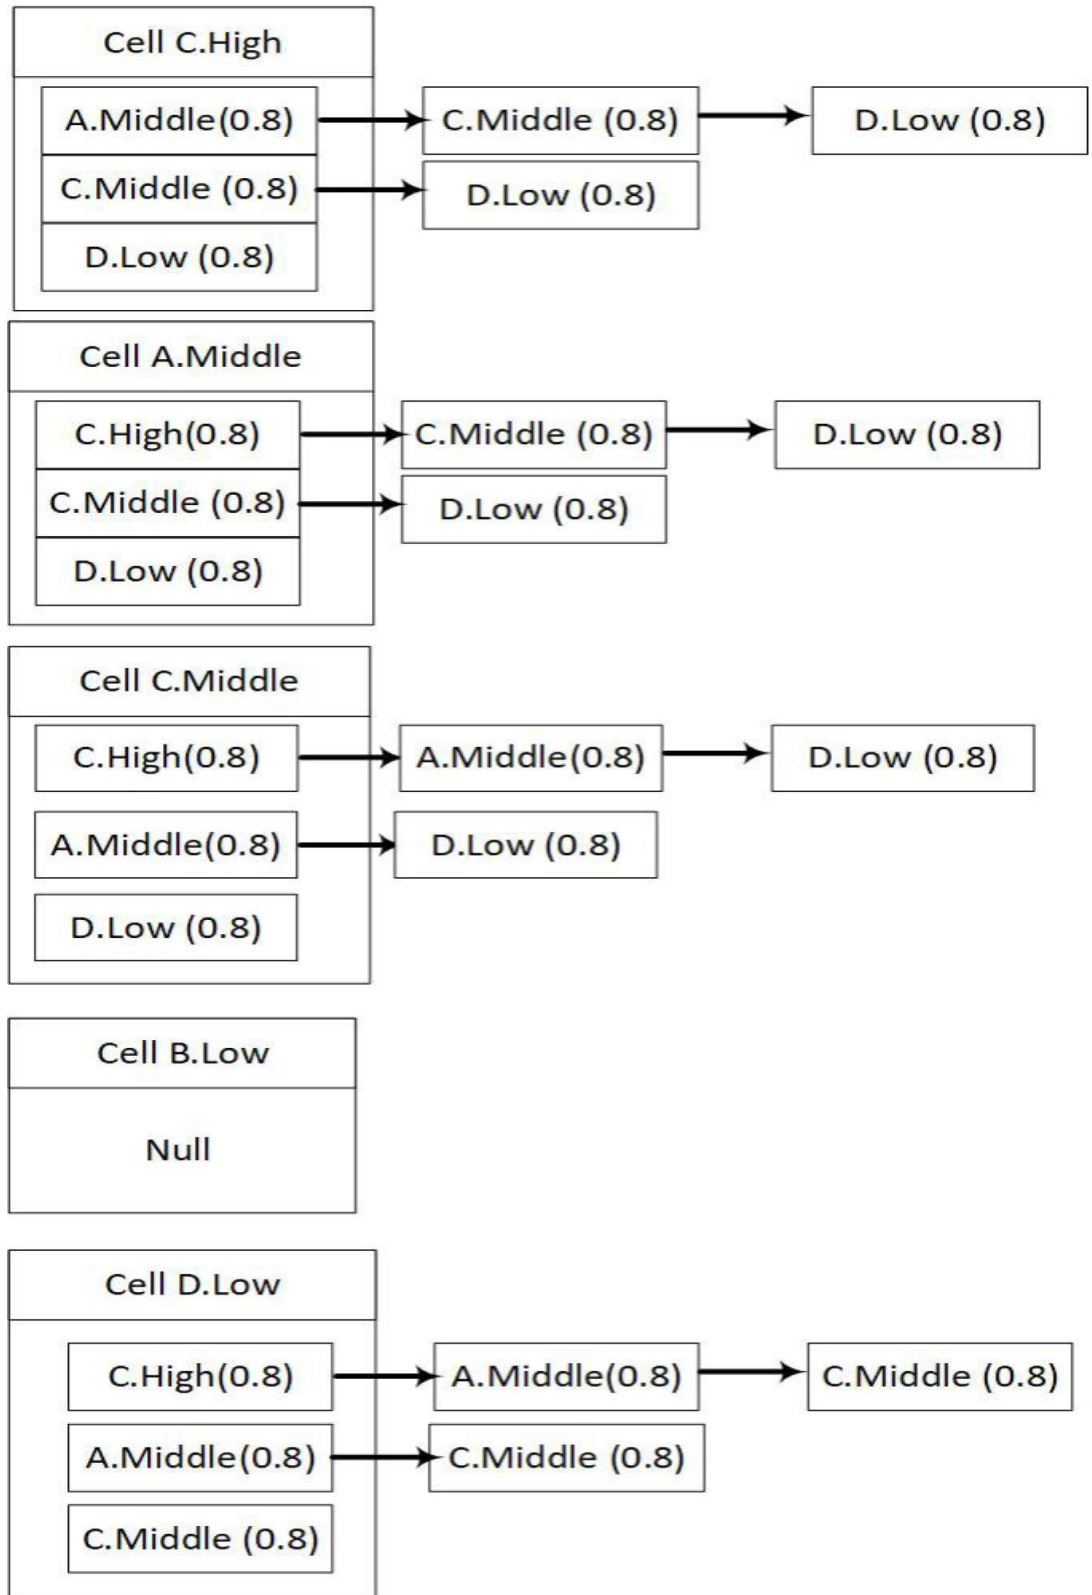 Cell C.High
A.Middle(0.8) C.Middle (0.8) D.Low (0.8)
C.Middle (0.8) D.Low (0.8)
D.Low (0.8)
Cell A.Middle
C.High(0.8) C.Middle (0.8) D.Low (0.8)
C.Middle (0.8) D.Low (0.8)
D.Low (0.8)
Cell C.Middle
C.High(0.8) A.Middle(0.8) D.Low (0.8)
A.Middle(0.8) D.Low (0.8)
D.Low (0.8)
Cell B.Low
Null
Cell D.Low
C.High(0.8) A.Middle(0.8) C.Middle (0.8)
A.Middle(0.8) C.Middle (0.8)
C.Middle (0.8)